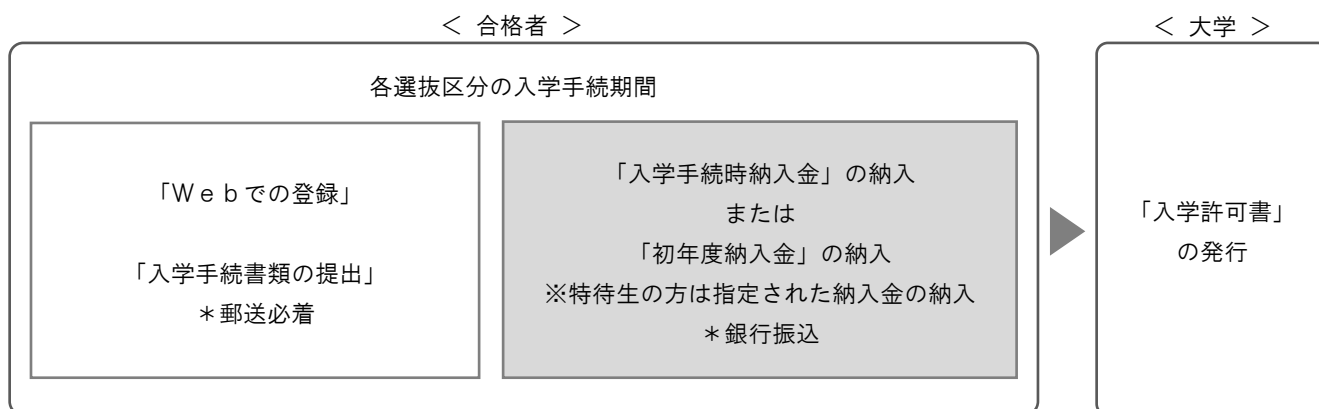 ＜ 合格者 ＞
各選抜区分の入学手続期間
「Ｗｅｂでの登録」
「入学手続書類の提出」
＊郵送必着
「入学手続時納入金」の納入
または
「初年度納入金」の納入
※特待生の方は指定された納入金の納入
＊銀行振込
＜ 大学 ＞
「入学許可書」
の発行